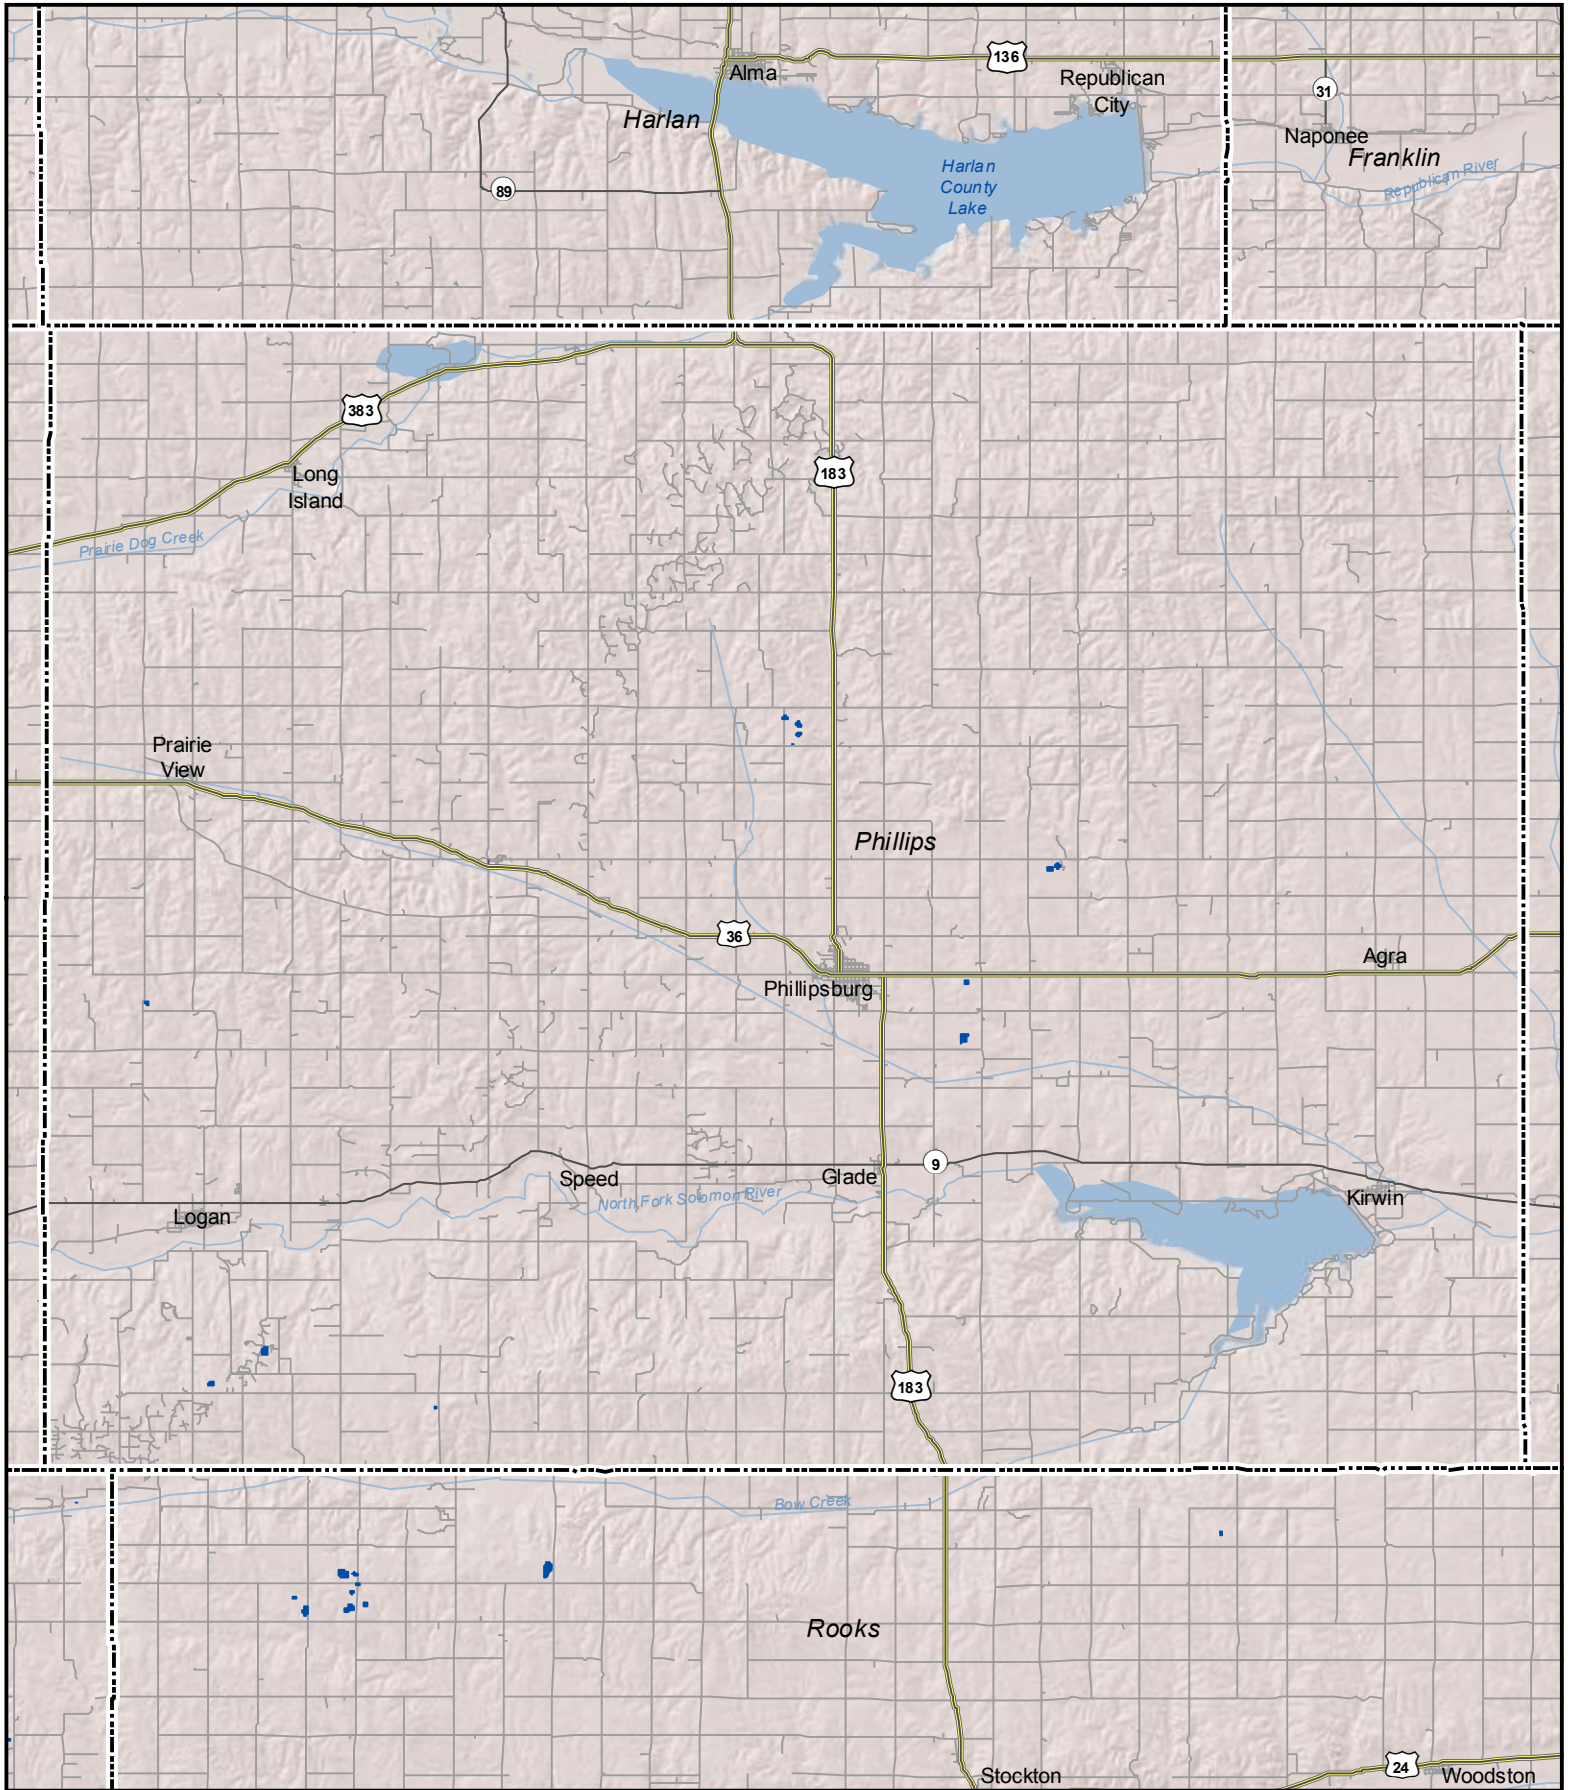 136
Alma
Republican
City
31
Harlan
Naponee
Franklin
Harlan
County
Lake
Republican River
89
383
183
Long
Island
Prairie Dog Creek
Prairie
View
Phillips
36
Agra
Phillipsburg
9
Speed
Glade
North Fork Solomon River
Kirwin
Logan
183
Bow Creek
Rooks
24
Stockton
Woodston